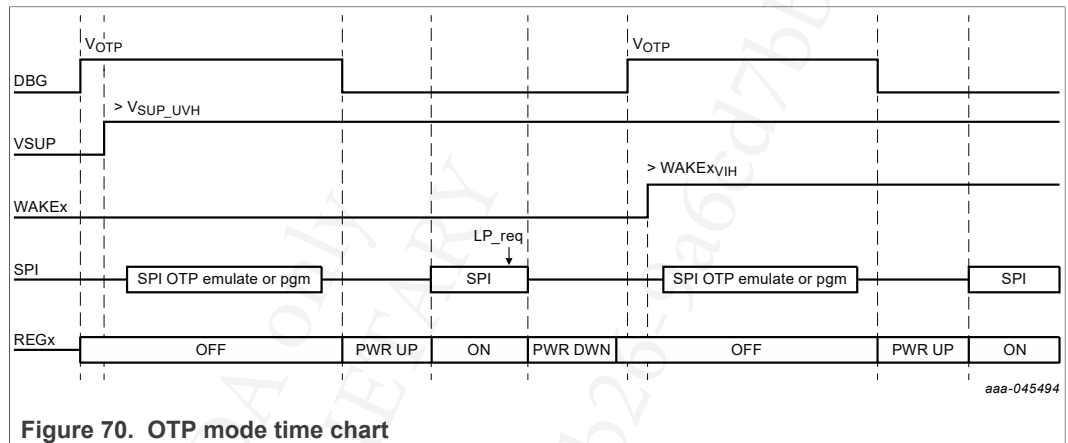 VOTP VOTP
DBG
> VSUP_UVH
VSUP
> WAKExVIH
WAKEx
LP_req
SPI SPI OTP emulate or pgm SPI SPI OTP emulate or pgm SPI
REGx OFF PWR UP ON PWR DWN OFF PWR UP ON
aaa-045494
Figure 70. OTP mode time chart